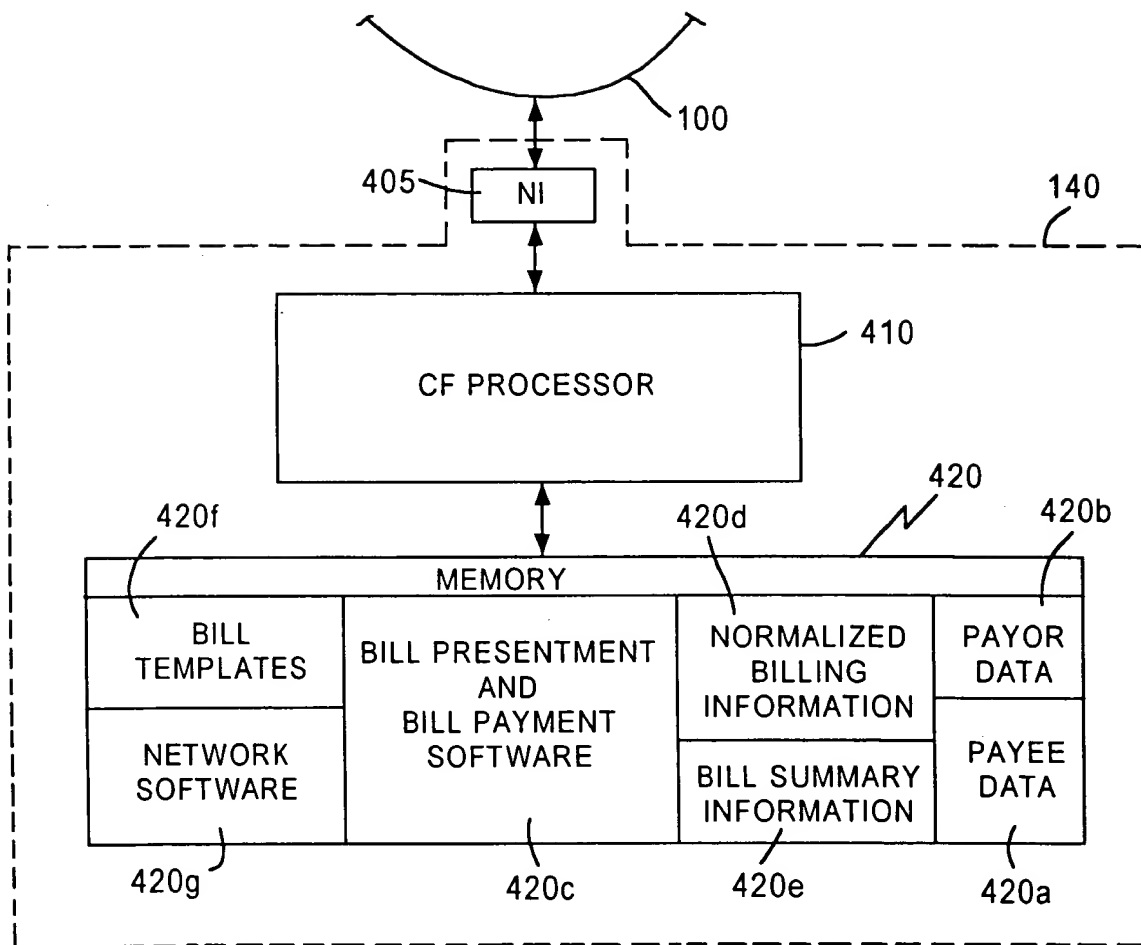 100
405
NI
140
CF PROCESSOR
410
420
420f
420d
420b
MEMORY
BILL
TEMPLATES
BILL PRESENTMENT
AND
BILL PAYMENT
SOFTWARE
NORMALIZED
BILLING
INFORMATION
PAYOR
DATA
NETWORK
SOFTWARE
BILL SUMMARY
INFORMATION
PAYEE
DATA
420g
420c
420e
420a